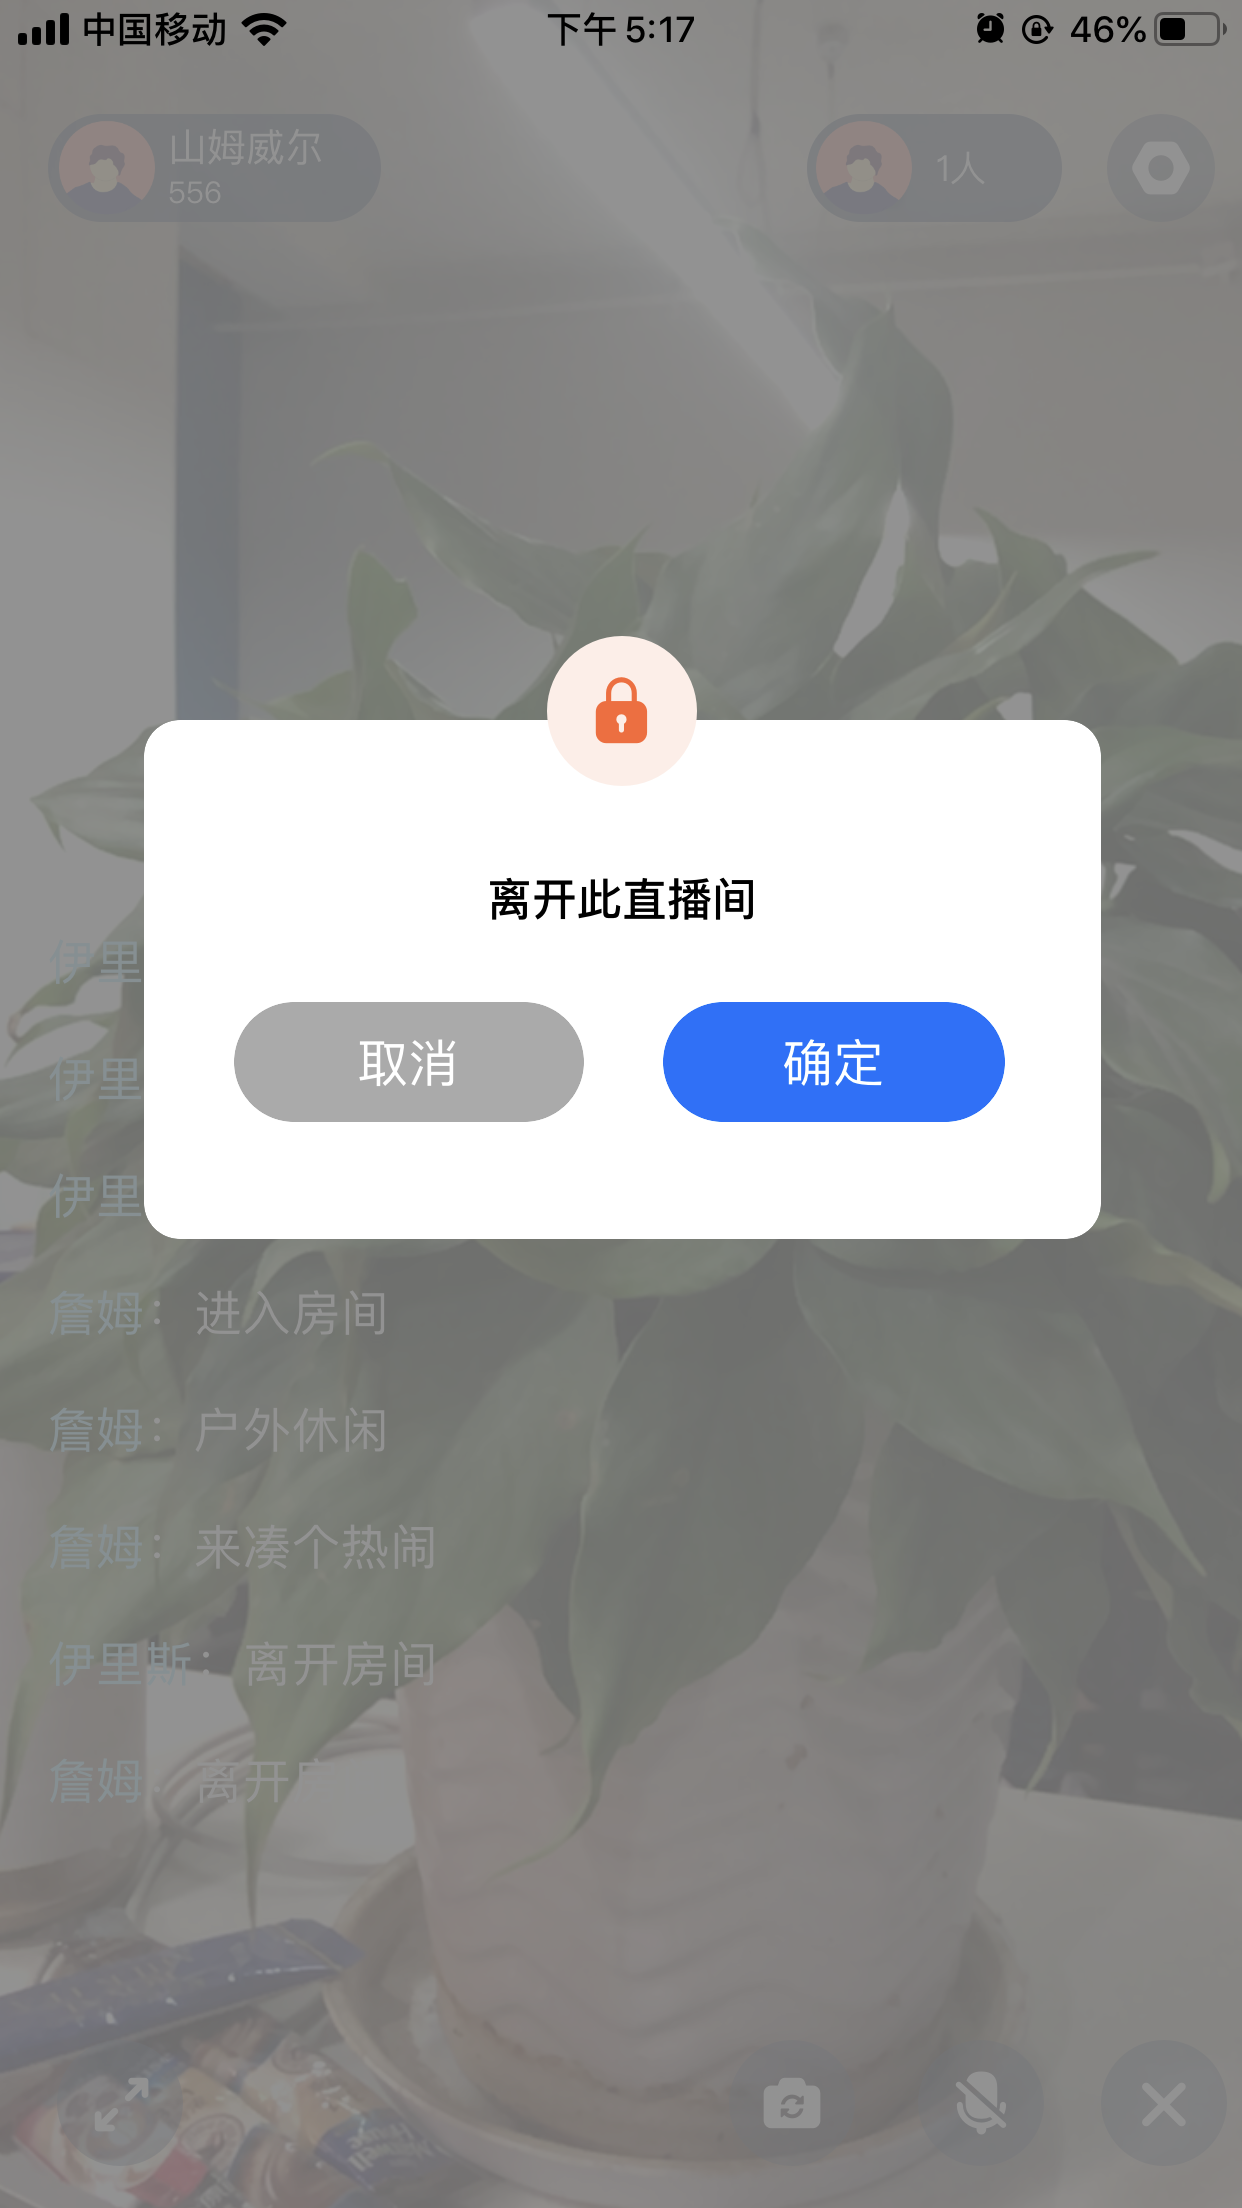 中国移动
下午 5:17
46%
山姆威尔
556
1人
离开此直播间
取消
确定
伊里
伊里
伊里
詹姆：进入房间
詹姆：户外休闲
詹姆：来凑个热闹
伊里斯：离开房间
詹姆：离开房